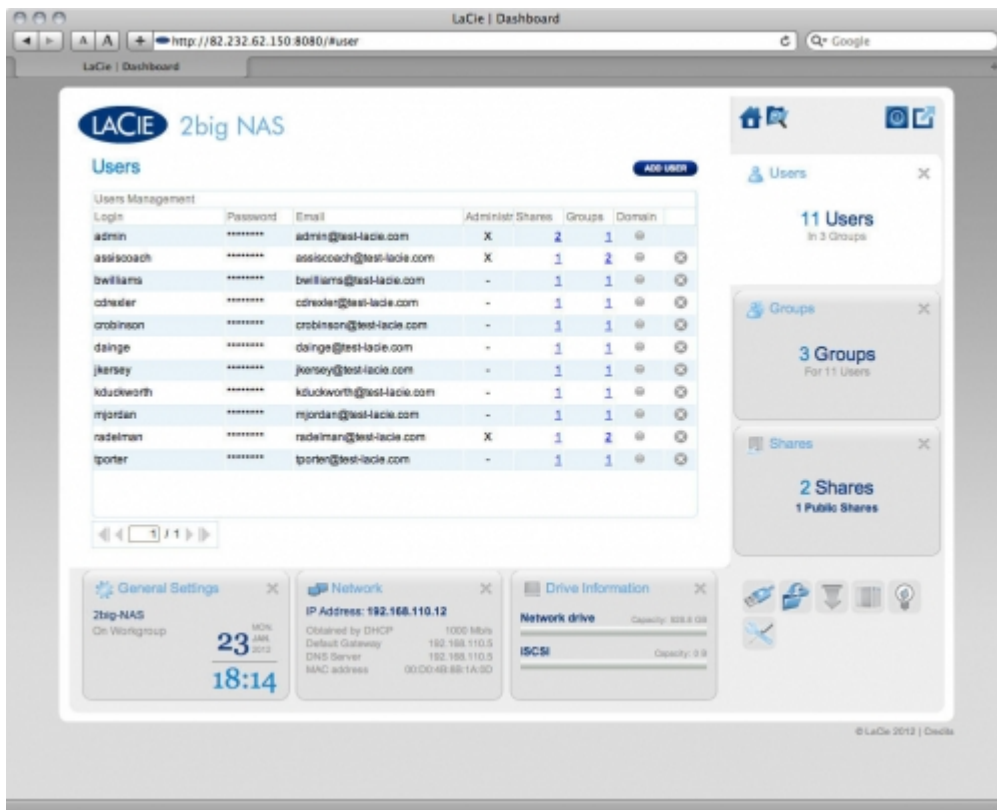 LaCie | Dashboard
A A + http://82.232.62.150:8080/#user Google
LaCie | Dashboard
LACIE 2big NAS
Users
ADD USER
Users Management
Login Password Email Administr Shares Groups Domain
admin ******** admin@test-lacie.com X 2 1
assiscoach ******** assiscoach@test-lacie.com X 1 2
bwilliams ******** bwilliams@test-lacie.com - 1 1
cdrexler ******** cdrexler@test-lacie.com - 1 1
crobinson ******** crobinson@test-lacie.com - 1 1
dainge ******** dainge@test-lacie.com - 1 1
jkersey ******** jkersey@test-lacie.com - 1 1
kduckworth ******** kduckworth@test-lacie.com - 1 1
mjordan ******** mjordan@test-lacie.com - 1 1
radelman ******** radelman@test-lacie.com X 1 2
tporter ******** tporter@test-lacie.com - 1 1
1 / 1
Users
11 Users
In 3 Groups
Groups
3 Groups
For 11 Users
Shares
2 Shares
1 Public Shares
General Settings
2big-NAS
On Workgroup
MON
23 JAN.
2012
18:14
Network
IP Address: 192.168.110.12
Obtained by DHCP 1000 Mb/s
Default Gateway 192.168.110.5
DNS Server 192.168.110.5
MAC address
Drive Information
Network drive Capacity: GB
iSCSI Capacity: 0 B
© LaCie 2012 | Credits